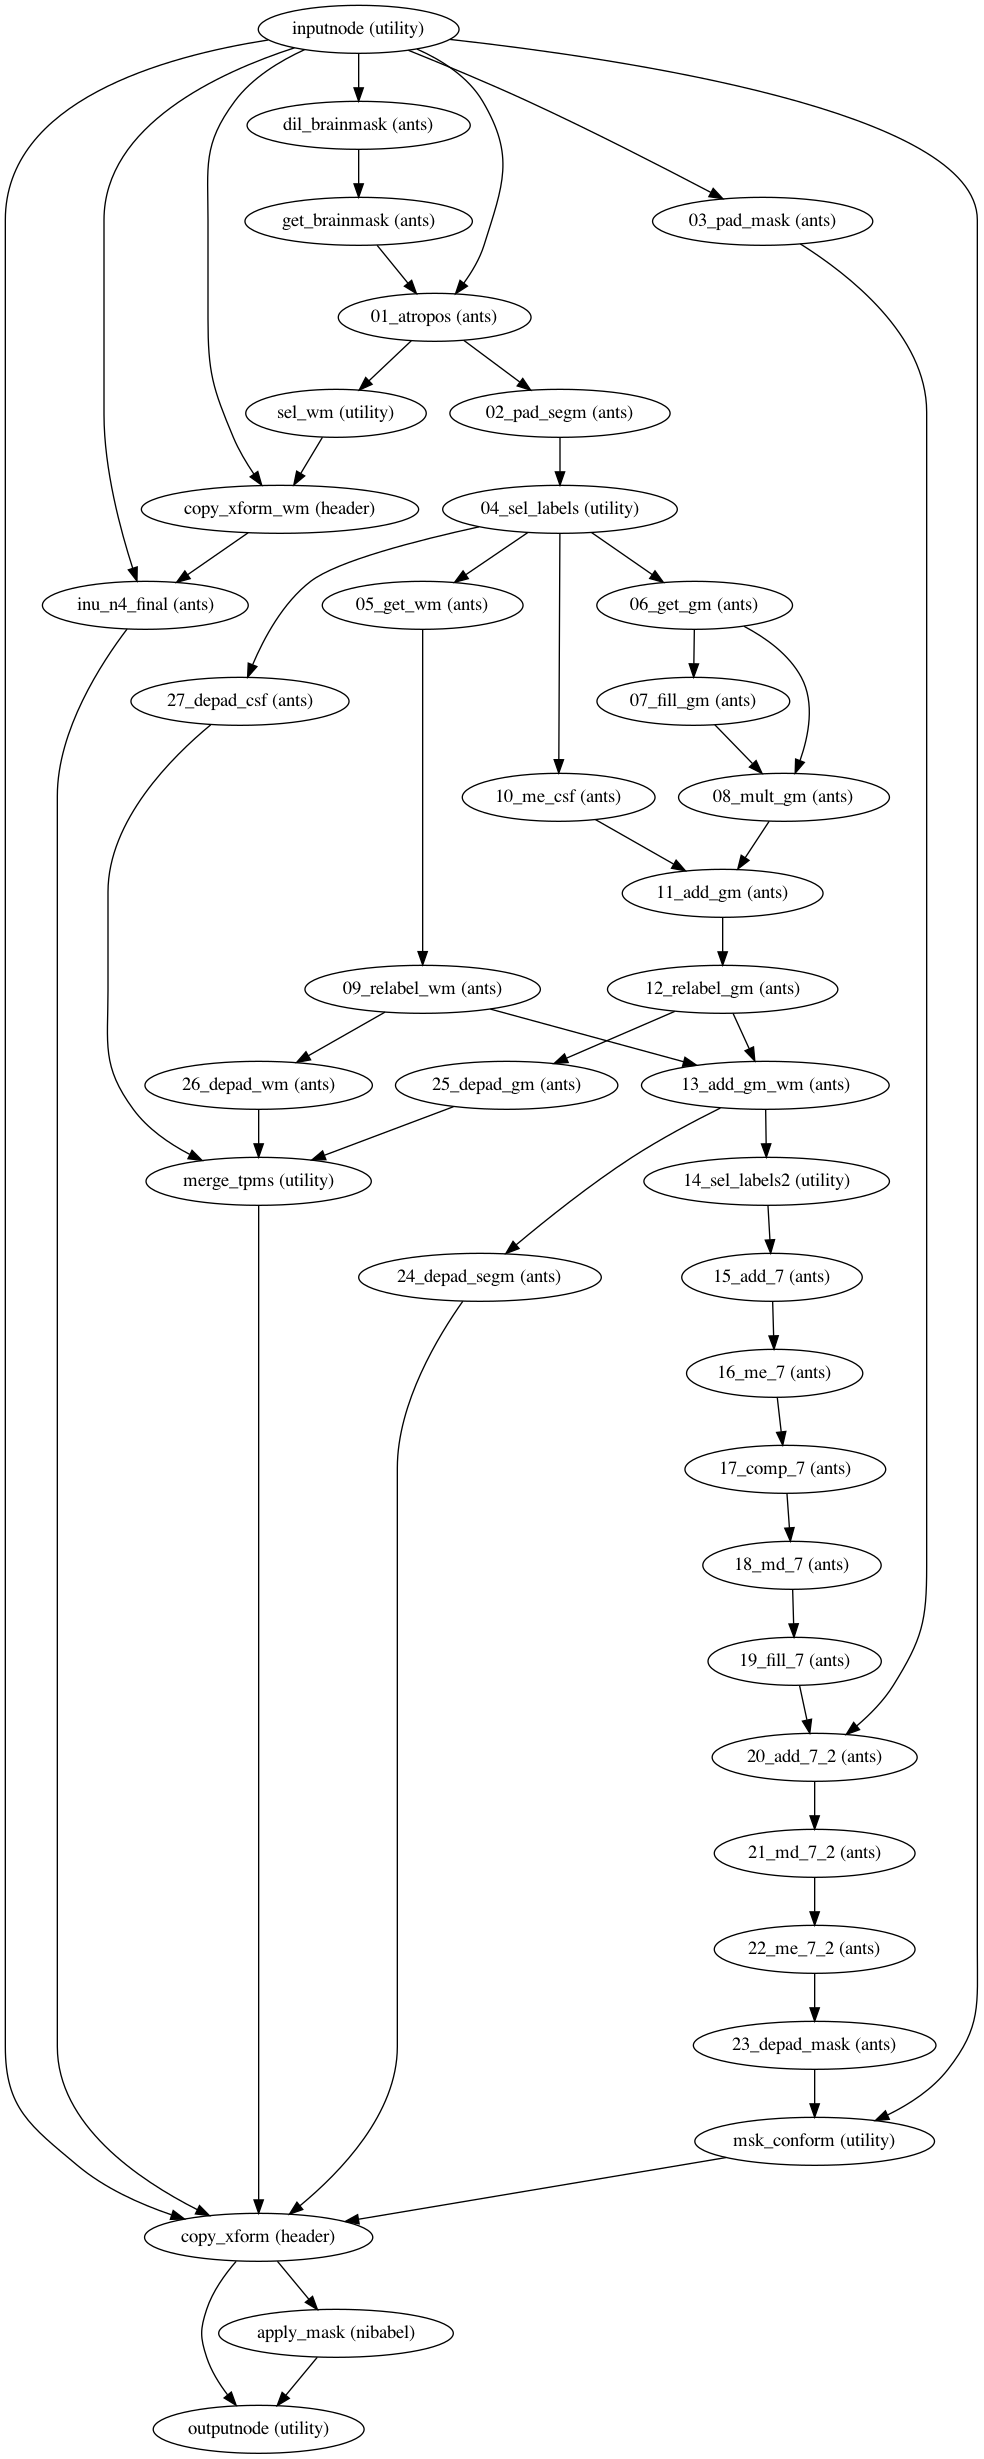 inputnode (utility)
dil_brainmask (ants)
get_brainmask (ants)
03_pad_mask (ants)
01_atropos (ants)
sel_wm (utility)
02_pad_segm (ants)
copy_xform_wm (header)
04_sel_labels (utility)
inu_n4_final (ants)
05_get_wm (ants)
06_get_gm (ants)
27_depad_csf (ants)
07_fill_gm (ants)
10_me_csf (ants)
08_mult_gm (ants)
11_add_gm (ants)
09_relabel_wm (ants)
12_relabel_gm (ants)
26_depad_wm (ants)
25_depad_gm (ants)
13_add_gm_wm (ants)
merge_tpms (utility)
14_sel_labels2 (utility)
24_depad_segm (ants)
15_add_7 (ants)
16_me_7 (ants)
17_comp_7 (ants)
18_md_7 (ants)
19_fill_7 (ants)
20_add_7_2 (ants)
21_md_7_2 (ants)
22_me_7_2 (ants)
23_depad_mask (ants)
msk_conform (utility)
copy_xform (header)
apply_mask (nibabel)
outputnode (utility)